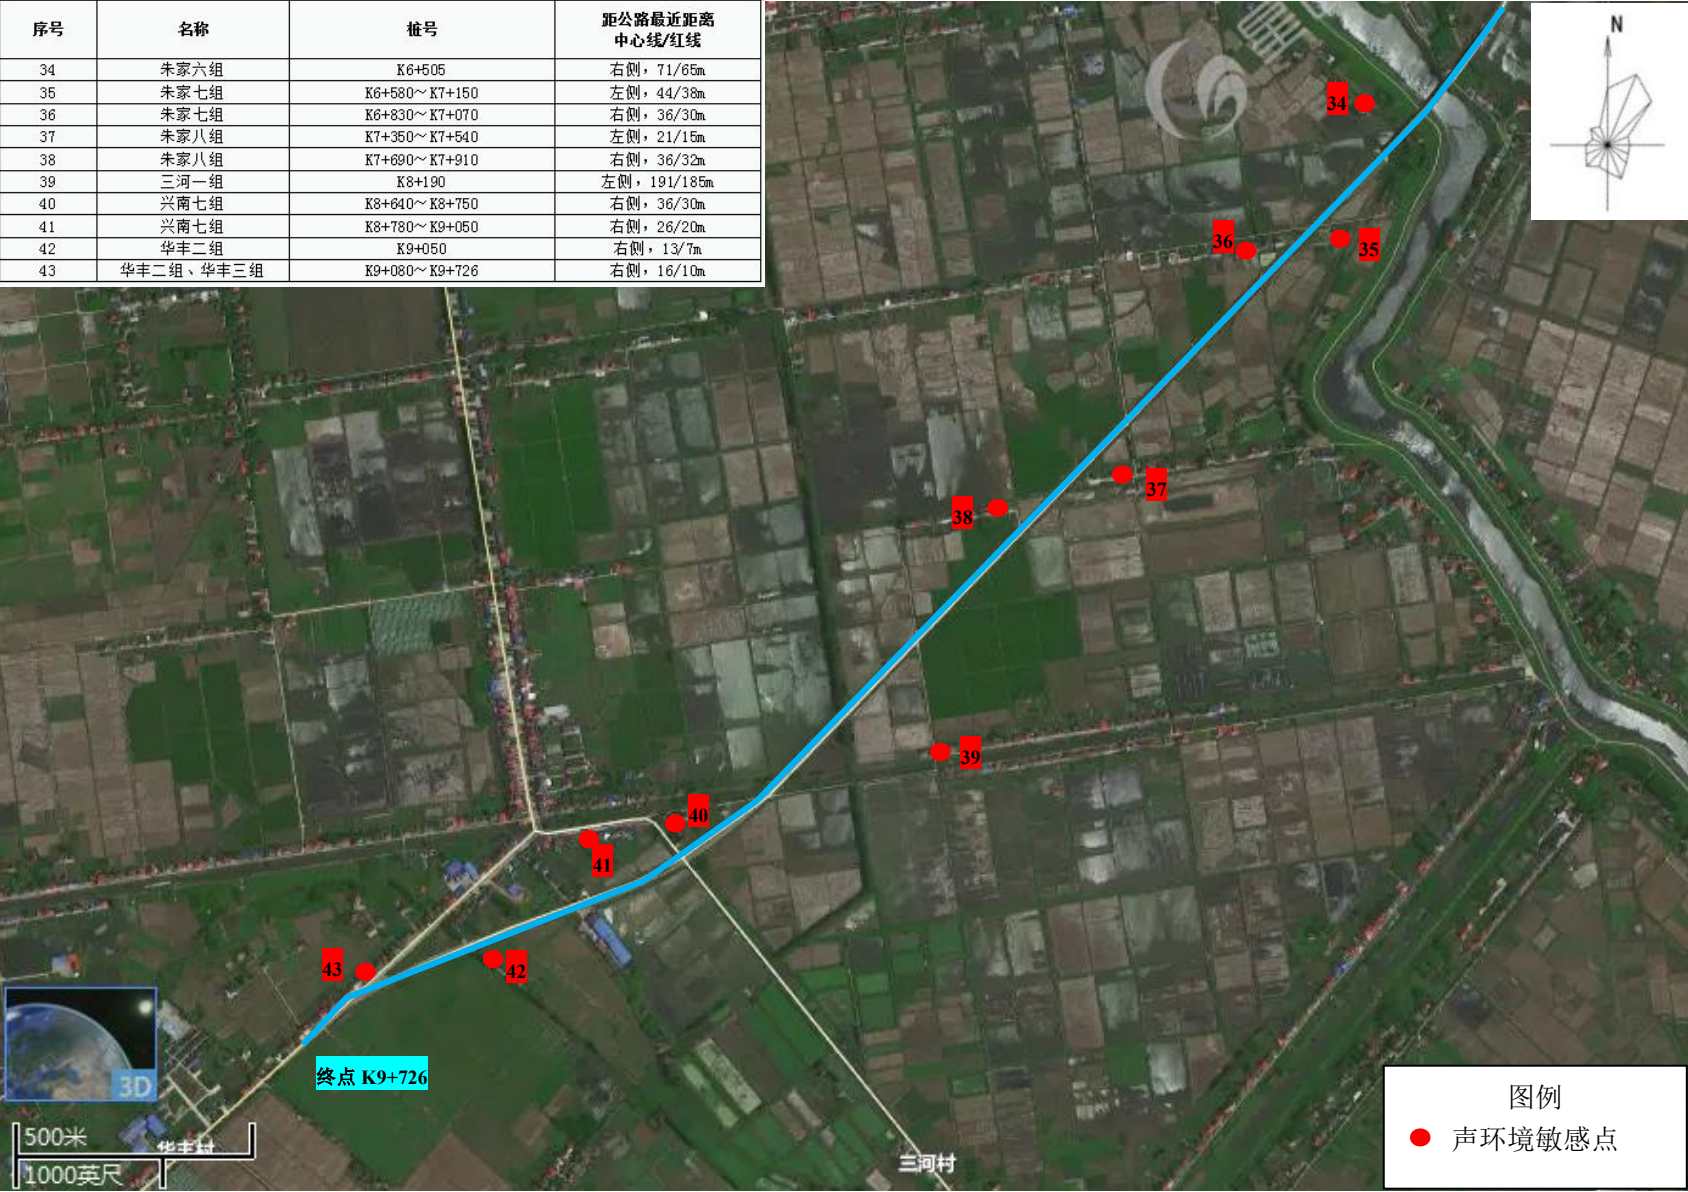 序号 名称 桩号 距公路最近距离
中心线/红线
34 朱家六组 K6+505 右侧，71/65m
35 朱家七组 K6+580～K7+150 左侧，44/38m
36 朱家七组 K6+830～K7+070 右侧，36/30m
37 朱家八组 K7+350～K7+540 左侧，21/15m
38 朱家八组 K7+690～K7+910 右侧，36/32m
39 三河一组 K8+190 左侧，191/185m
40 兴南七组 K8+640～K8+750 右侧，36/30m
41 兴南七组 K8+780～K9+050 右侧，26/20m
42 华丰二组 K9+050 右侧，13/7m
43 华丰二组、华丰三组 K9+080～K9+726 右侧，16/10m
N
34
36
35
37
38
39
40
41
43
42
终点 K9+726
3D
500米
1000英尺
华丰村
三河村
图例
声环境敏感点